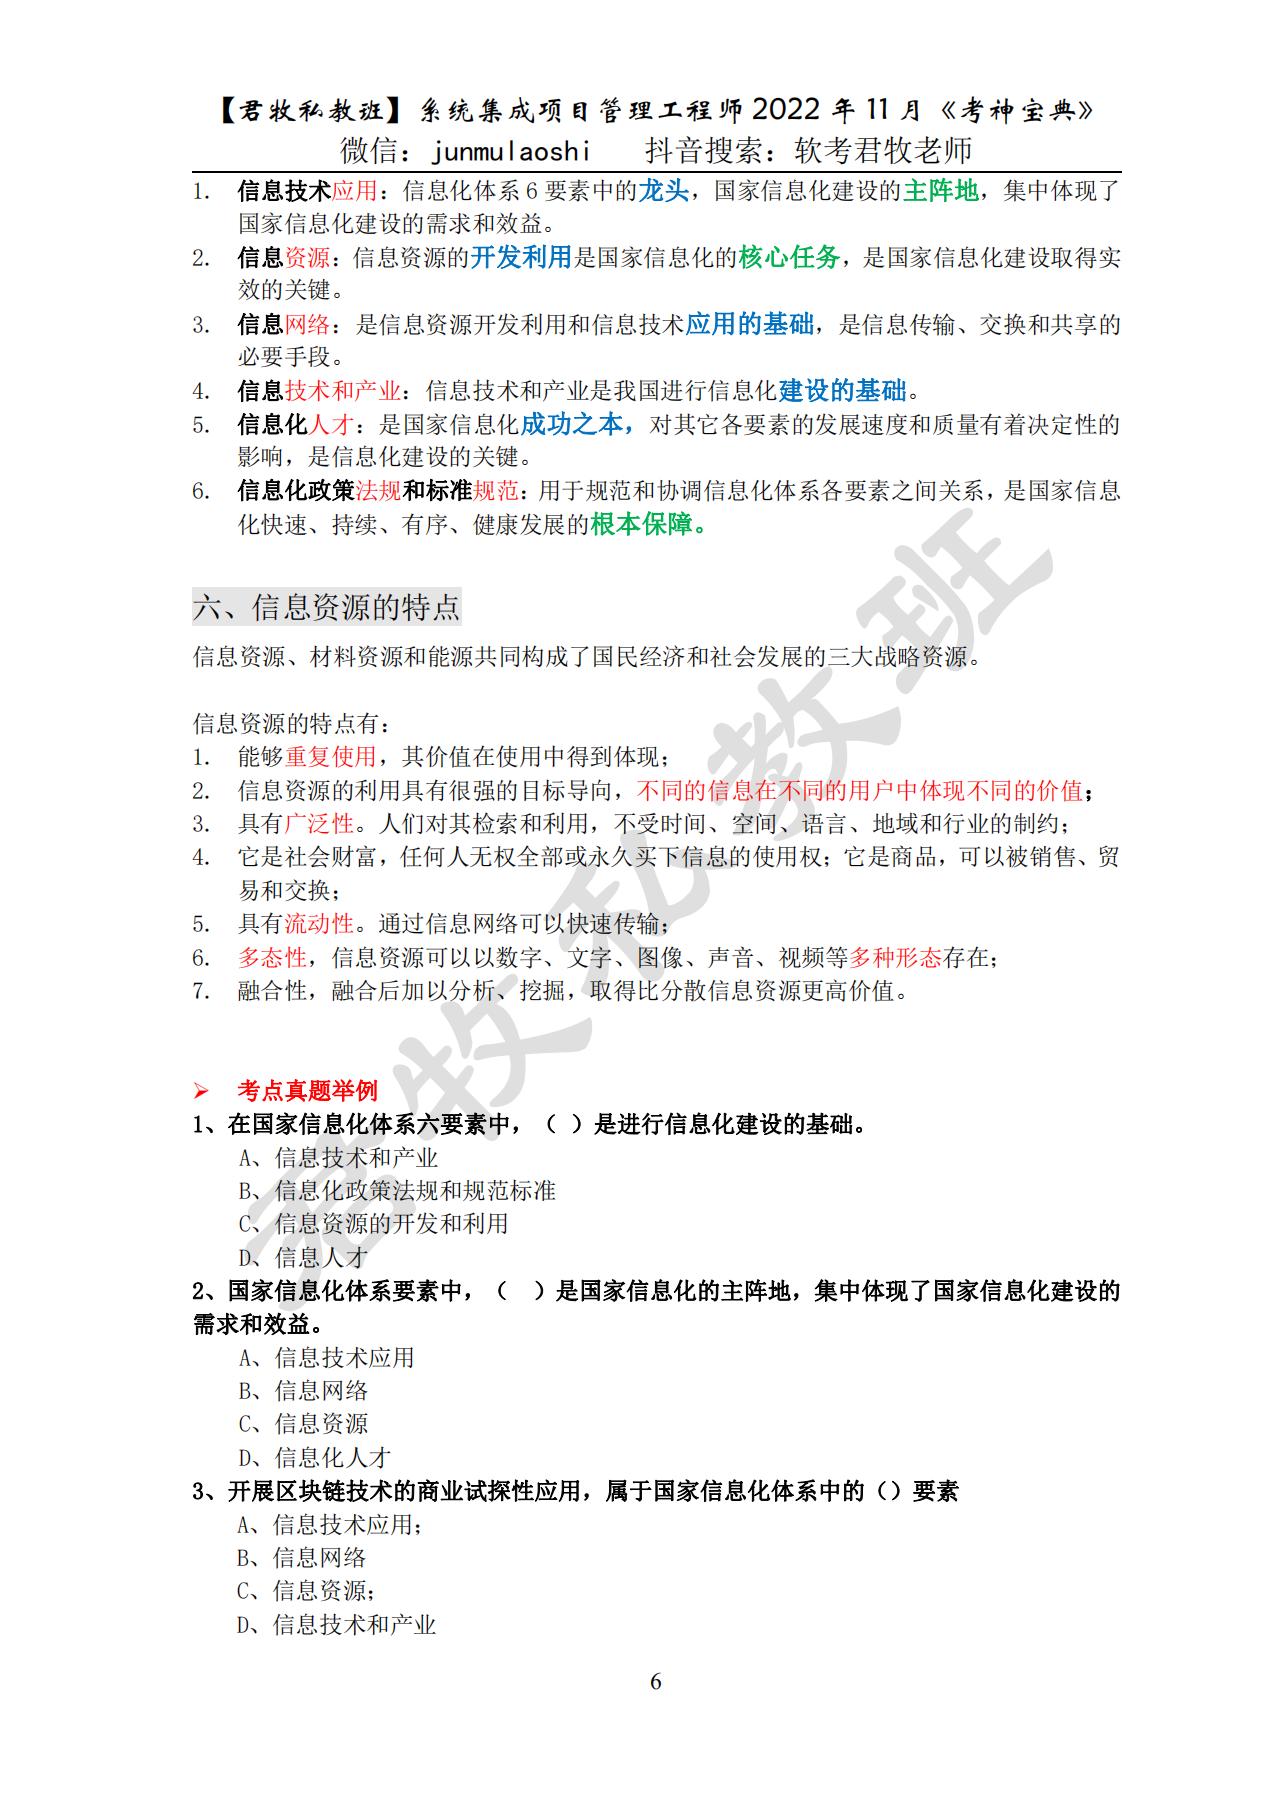 【君牧私教班】系统集成项目管理工程师2022年11月《考神宝典》
微信：junmulaoshi 抖音搜索：软考君牧老师
1. 信息技术应用：信息化体系6要素中的龙头，国家信息化建设的主阵地，集中体现了
国家信息化建设的需求和效益。
2. 信息资源：信息资源的开发利用是国家信息化的核心任务，是国家信息化建设取得实
效的关键。
3. 信息网络：是信息资源开发利用和信息技术应用的基础，是信息传输、交换和共享的
必要手段。
4. 信息技术和产业：信息技术和产业是我国进行信息化建设的基础。
5. 信息化人才：是国家信息化成功之本，对其它各要素的发展速度和质量有着决定性的
影响，是信息化建设的关键。
6. 信息化政策法规和标准规范：用于规范和协调信息化体系各要素之间关系，是国家信息
化快速、持续、有序、健康发展的根本保障。
六、信息资源的特点
信息资源、材料资源和能源共同构成了国民经济和社会发展的三大战略资源。
信息资源的特点有：
1. 能够重复使用，其价值在使用中得到体现；
2. 信息资源的利用具有很强的目标导向，不同的信息在不同的用户中体现不同的价值；
3. 具有广泛性。人们对其检索和利用，不受时间、空间、语言、地域和行业的制约；
4. 它是社会财富，任何人无权全部或永久买下信息的使用权；它是商品，可以被销售、贸
易和交换；
5. 具有流动性。通过信息网络可以快速传输；
6. 多态性，信息资源可以以数字、文字、图像、声音、视频等多种形态存在；
7. 融合性，融合后加以分析、挖掘，取得比分散信息资源更高价值。
➢ 考点真题举例
1、在国家信息化体系六要素中，（ ）是进行信息化建设的基础。
A、信息技术和产业
B、信息化政策法规和规范标准
C、信息资源的开发和利用
D、信息人才
2、国家信息化体系要素中，（ ）是国家信息化的主阵地，集中体现了国家信息化建设的
需求和效益。
A、信息技术应用
B、信息网络
C、信息资源
D、信息化人才
3、开展区块链技术的商业试探性应用，属于国家信息化体系中的（）要素
A、信息技术应用；
B、信息网络
C、信息资源；
D、信息技术和产业
6
君牧私教班